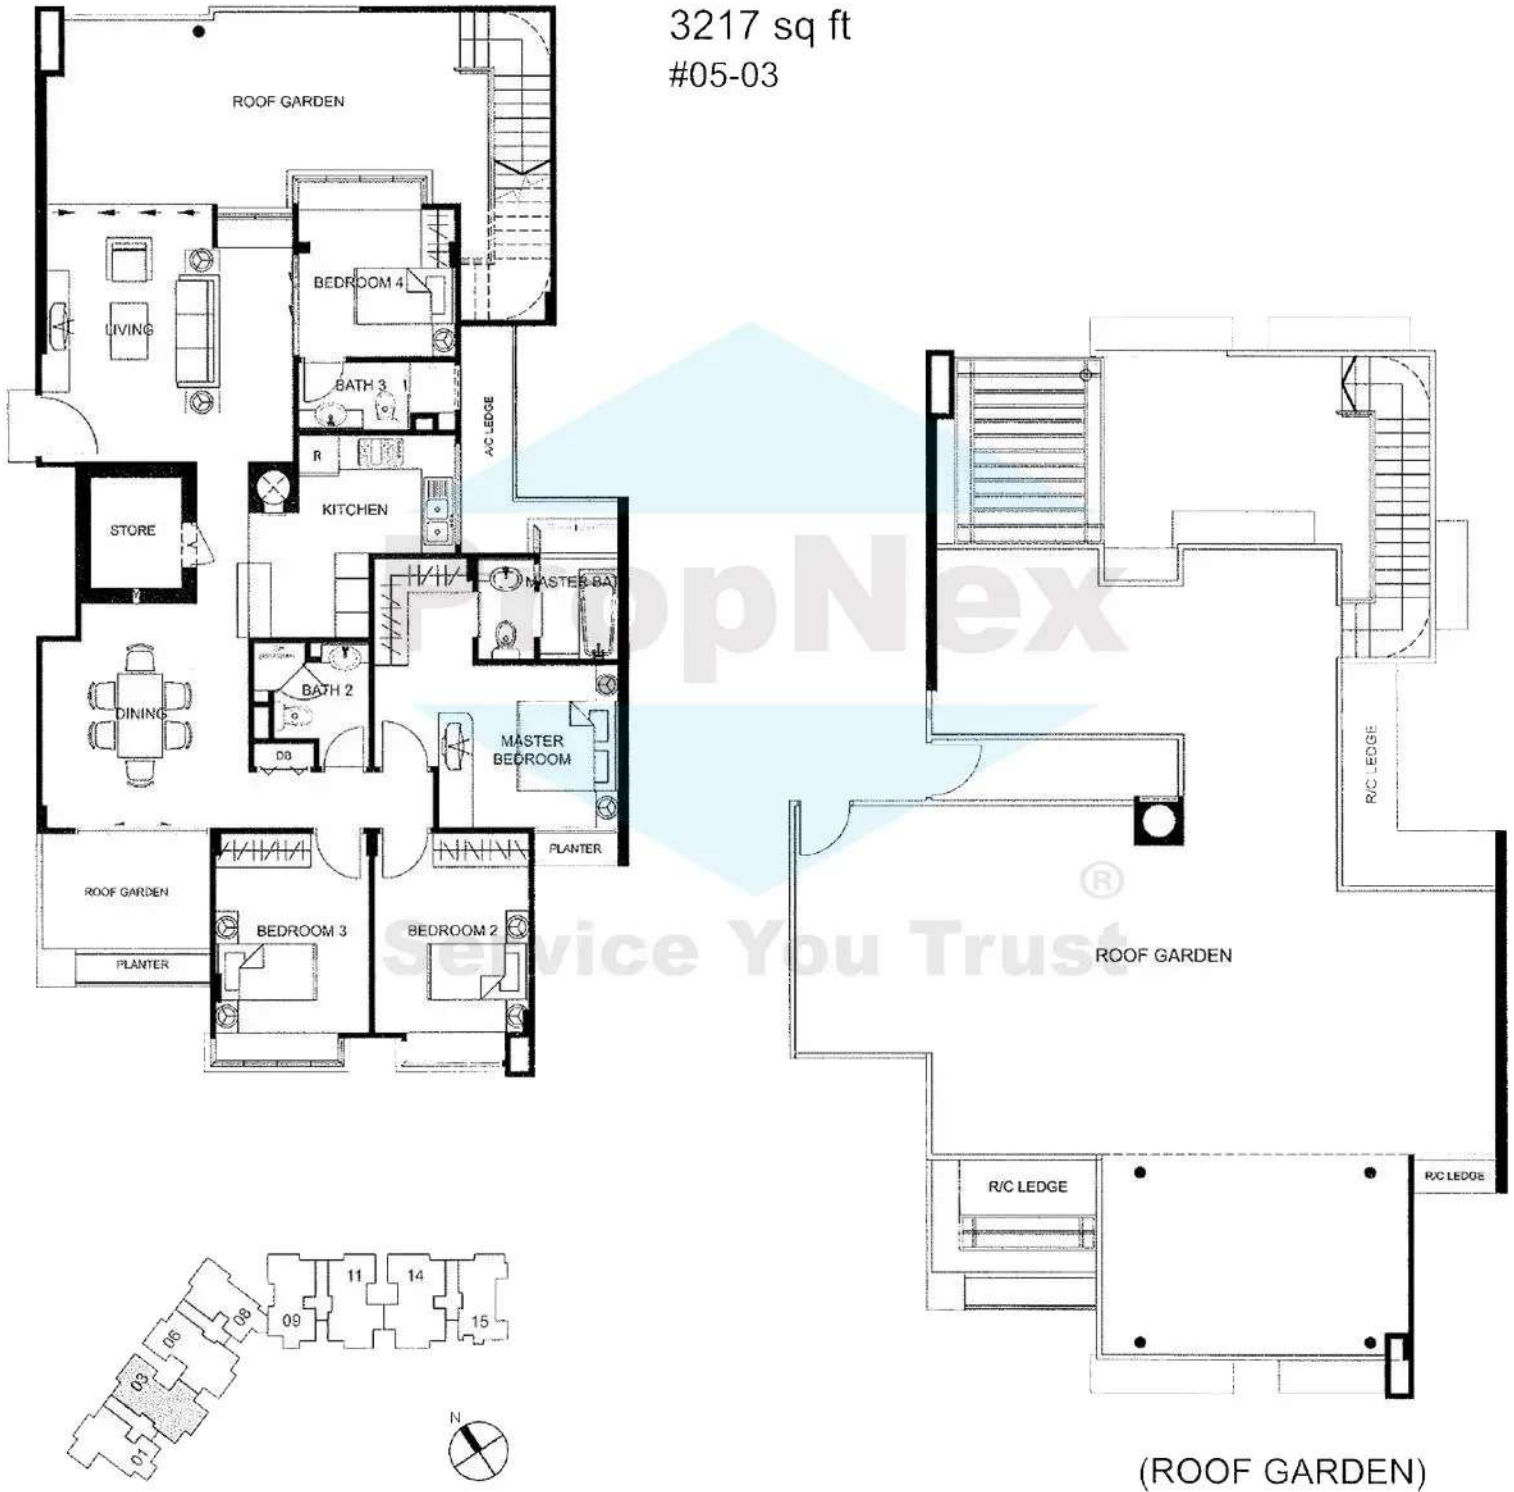 3217 sq ft
#05-03
ROOF GARDEN
BEDROOM 4
LIVING
BATH 3
A/C LEDGE
R
KITCHEN
STORE
MASTER BAT
BATH 2
DINING
MASTER
BEDROOM
DB
PLANTER
ROOF GARDEN
BEDROOM 3
BEDROOM 2
PLANTER
PropNex
®
Service You Trust
R/C LEDGE
ROOF GARDEN
R/C LEDGE
R/C LEDGE
(ROOF GARDEN)
11
14
09
15
08
06
03
01
N